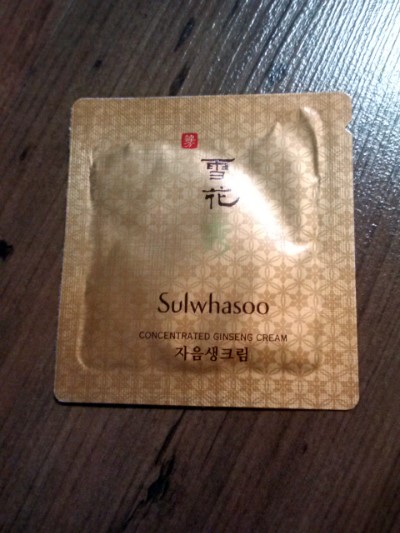 雪
花
Sulwhasoo
CONCENTRATED GINSENG CREAM
자음생크림